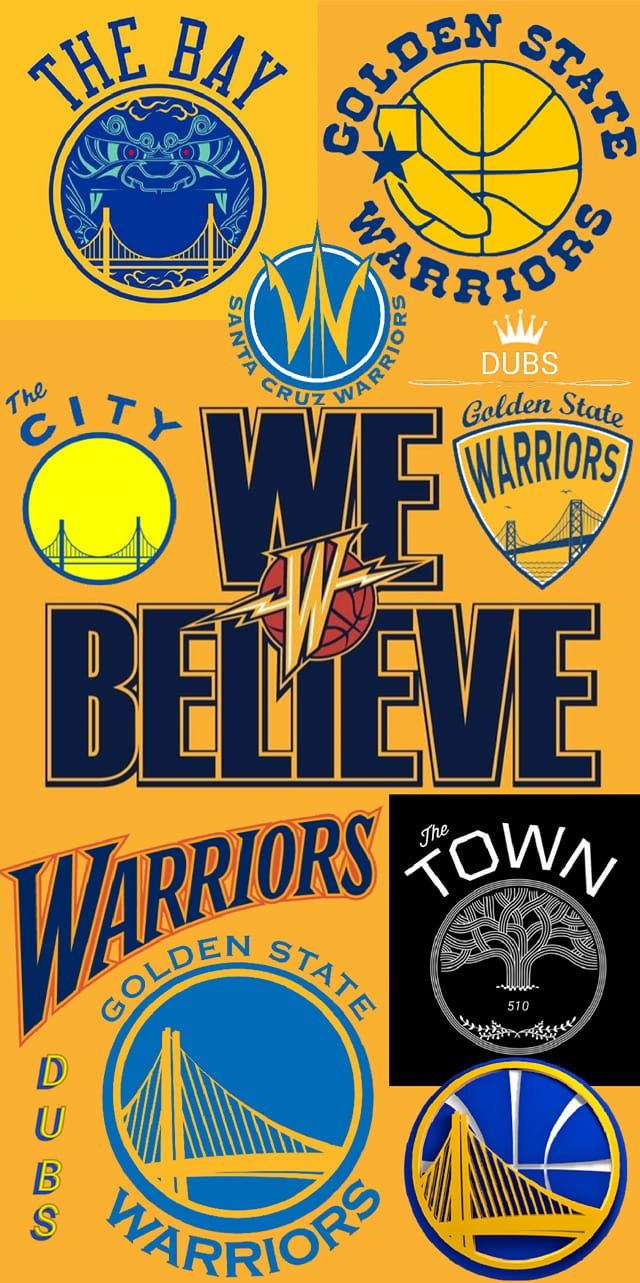 THE BAY
GOLDEN STATE
WARRIORS
SANTA CRUZ WARRIORS
DUBS
The
CITY
Golden State
WARRIORS
WE
W
BELIEVE
WARRIORS
The
TOWN
510
GOLDEN STATE
WARRIORS
DUBS